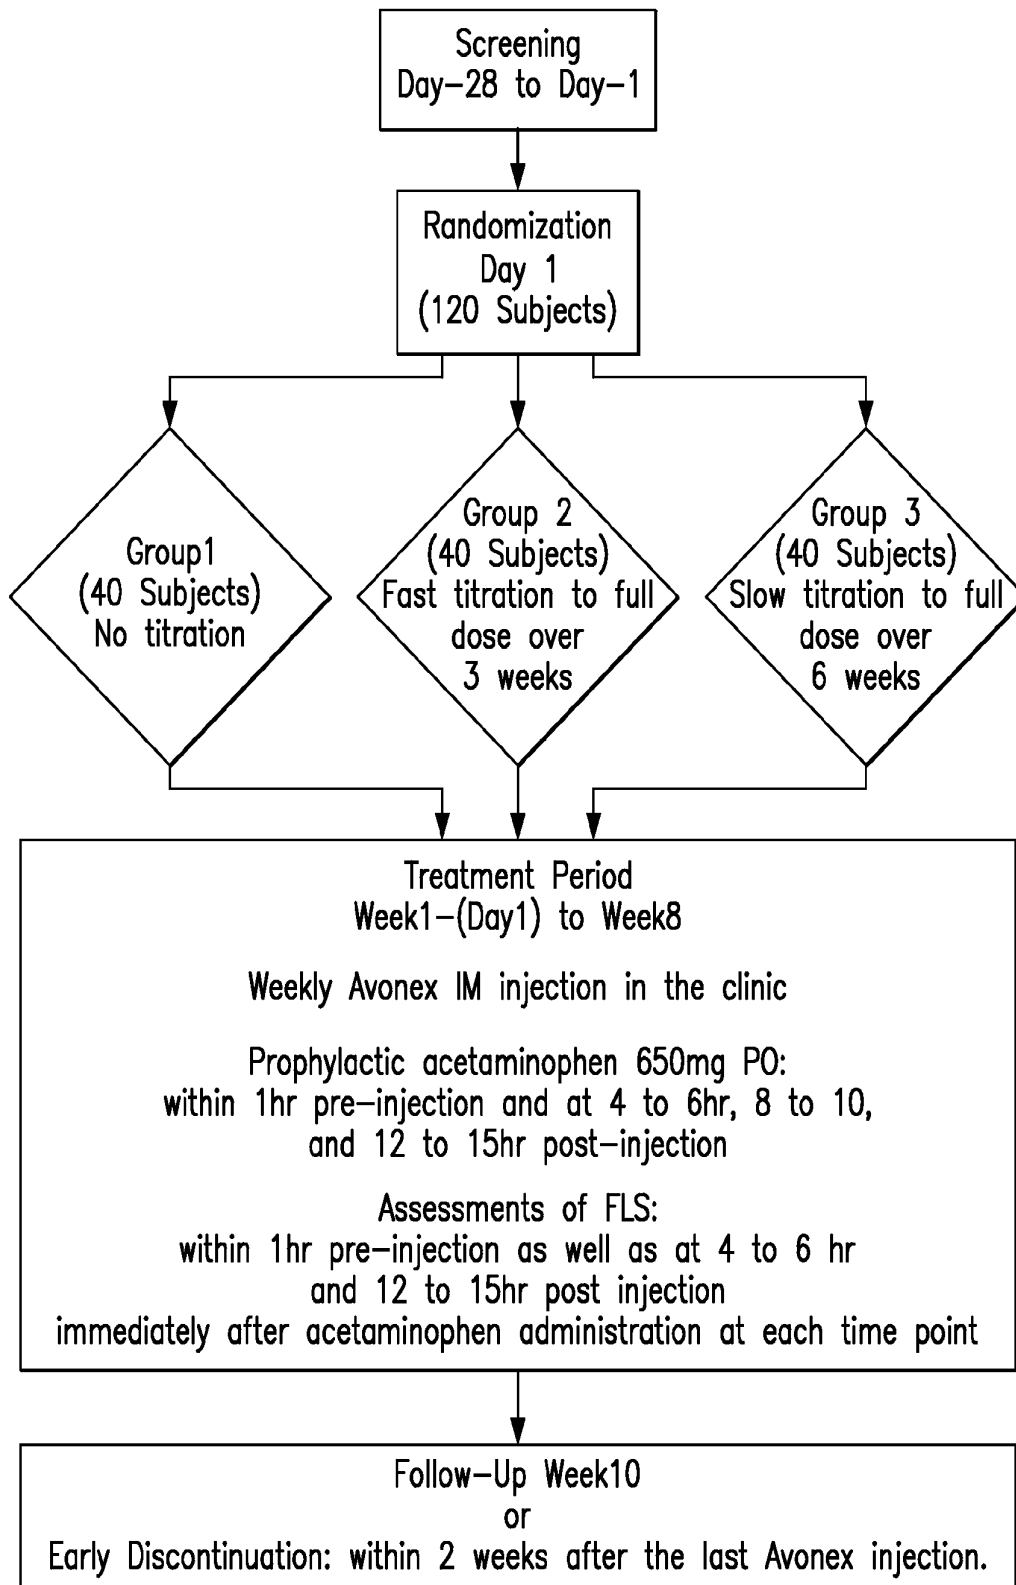 Screening
Day-28 to Day-1
Randomization
Day 1
(120 Subjects)
Group1
(40 Subjects)
No titration
Group 2
(40 Subjects)
Fast titration to full
dose over
3 weeks
Group 3
(40 Subjects)
Slow titration to full
dose over
6 weeks
Treatment Period
Week1-(Day1) to Week8
Weekly Avonex IM injection in the clinic
Prophylactic acetaminophen 650mg PO:
within 1hr pre-injection and at 4 to 6hr, 8 to 10,
and 12 to 15hr post-injection
Assessments of FLS:
within 1hr pre-injection as well as at 4 to 6 hr
and 12 to 15hr post injection
immediately after acetaminophen administration at each time point
Follow-Up Week10
or
Early Discontinuation: within 2 weeks after the last Avonex injection.